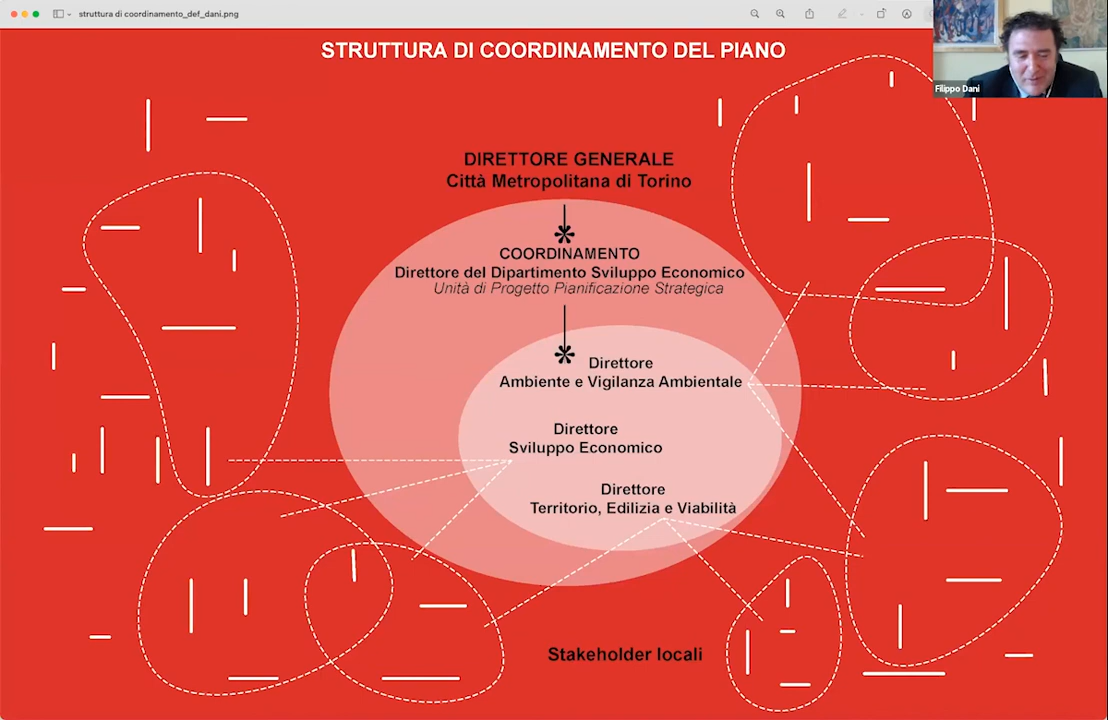 struttura di coordinamento_def_dani.png
STRUTTURA DI COORDINAMENTO DEL PIANO
Filippo Dani
DIRETTORE GENERALE
Città Metropolitana di Torino
COORDINAMENTO
Direttore del Dipartimento Sviluppo Economico
Unità di Progetto Pianificazione Strategica
Direttore
Ambiente e Vigilanza Ambientale
Direttore
Sviluppo Economico
Direttore
Territorio, Edilizia e Viabilità
Stakeholder locali